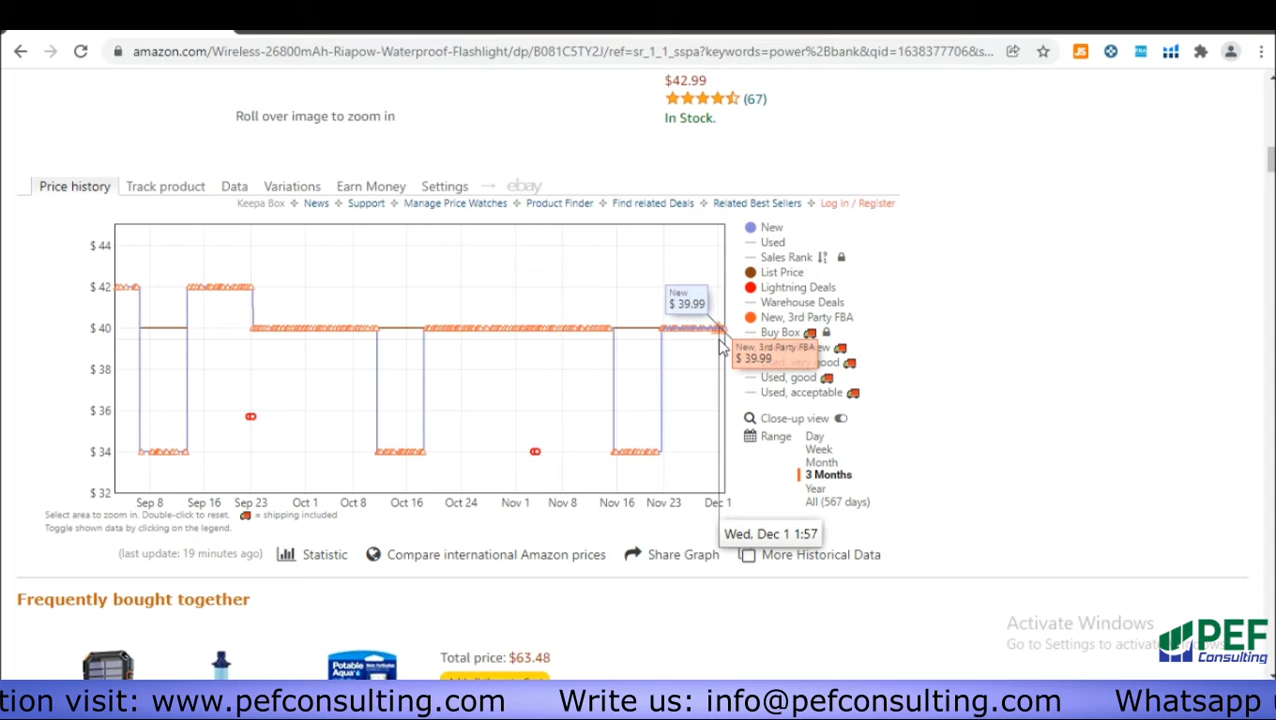 amazon.com/Wireless-26800mAh-Riapow-Waterproof-Flashlight/dp/B081C5TY2J/ref=sr_1_1_sspa?keywords=power%2Bbank&qid=1638377706&s...
JS
FBA
$42.99
(67)
In Stock.
Roll over image to zoom in
Price history
Track product
Data
Variations
Earn Money
Settings
ebay
Keepa Box
News
Support
Manage Price Watches
Product Finder
Find related Deals
Related Best Sellers
Log In / Register
$ 44
$ 42
$ 40
$ 38
$ 36
$ 34
$ 32
Sep 8
Sep 16
Sep 23
Oct 1
Oct 8
Oct 16
Oct 24
Nov 1
Nov 8
Nov 16
Nov 23
Dec 1
New
$ 39.99
New, 3rd Party FBA
$ 39.99
Wed, Dec 1 1:57
New
Used
Sales Rank
List Price
Lightning Deals
Warehouse Deals
New, 3rd Party FBA
Buy Box
good
Used, good
Used, acceptable
Close-up view
Range
Day
Week
Month
3 Months
Year
All (567 days)
Select area to zoom in. Double-click to reset.
= shipping included
Toggle shown data by clicking on the legend.
(last update: 19 minutes ago)
Statistic
Compare international Amazon prices
Share Graph
More Historical Data
Frequently bought together
Potable
Aqua
Total price: $63.48
Activate Windows
Go to Settings to activate
PEF
Consulting
tion visit: www.pefconsulting.com
Write us: info@pefconsulting.com
Whatsapp